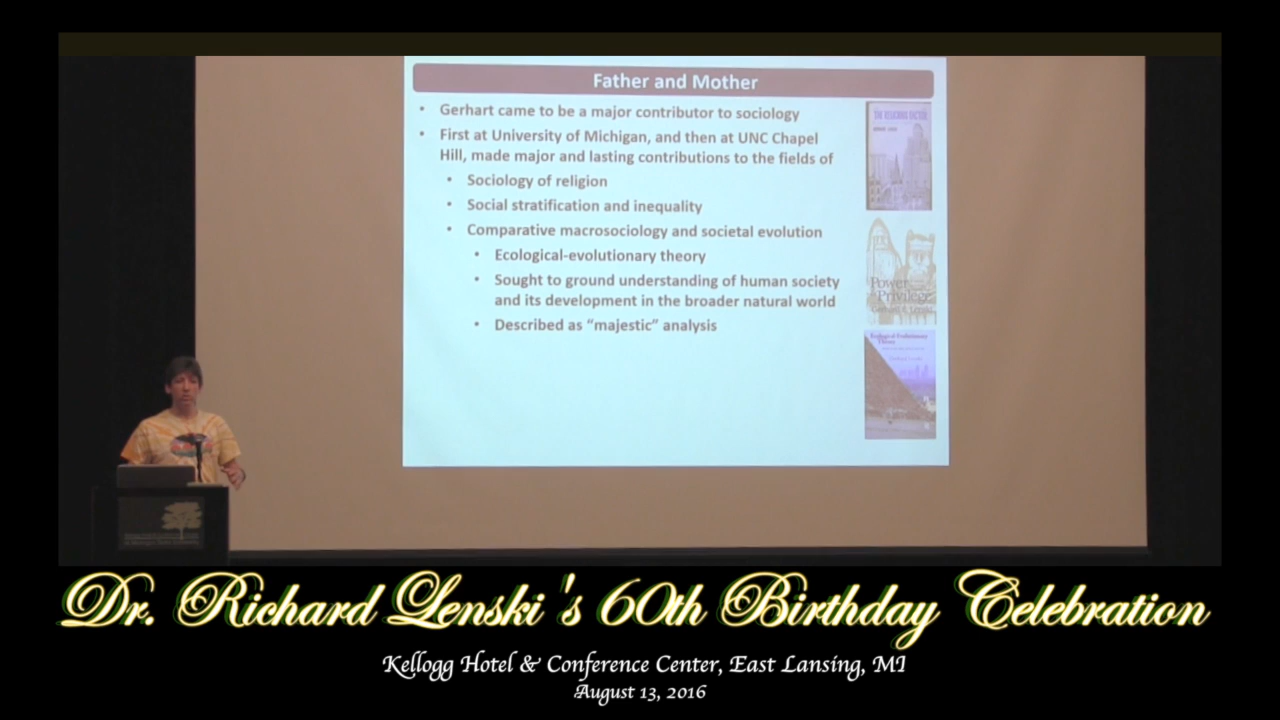 Father and Mother
• Gerhart came to be a major contributor to sociology
• First at University of Michigan, and then at UNC Chapel
Hill, made major and lasting contributions to the fields of
• Sociology of religion
• Social stratification and inequality
• Comparative macrosociology and societal evolution
• Ecological-evolutionary theory
• Sought to ground understanding of human society
and its development in the broader natural world
• Described as “majestic” analysis
Power
Privilege
Dr. Richard Lenski's 60th Birthday Celebration
Kellogg Hotel & Conference Center, East Lansing, MI
August 13, 2016